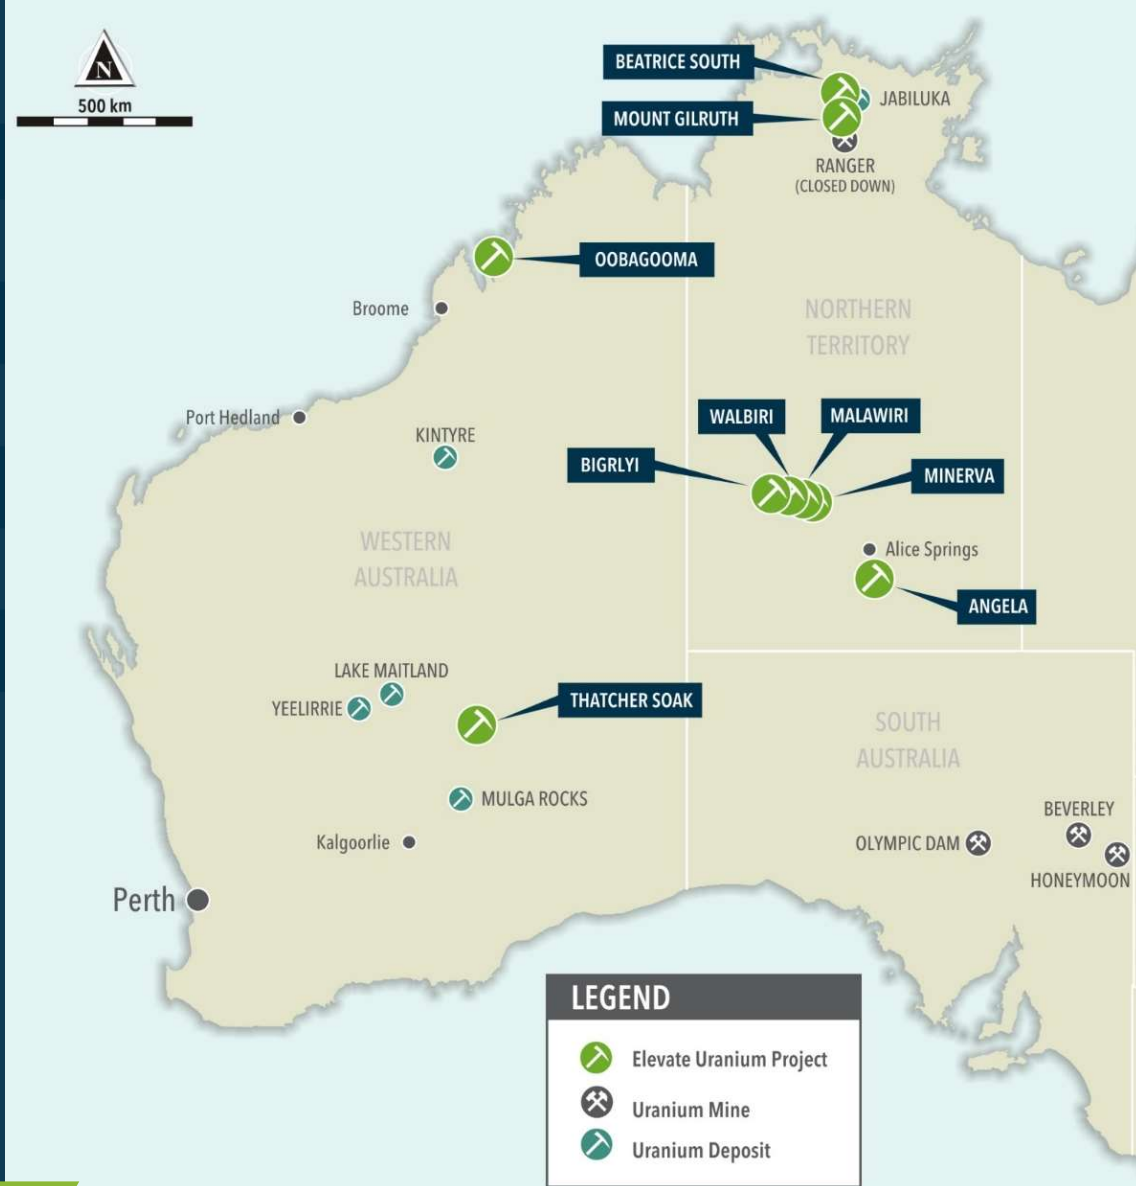 N
500 km
BEATRICE SOUTH
JABILUKA
MOUNT GILRUTH
RANGER
(CLOSED DOWN)
OOBAGOOMA
Broome
NORTHERN
TERRITORY
Port Hedland
KINTYRE
WALBIRI
MALAWIRI
BIGRLYI
MINERVA
WESTERN
AUSTRALIA
Alice Springs
ANGELA
LAKE MAITLAND
YEELIRRIE
THATCHER SOAK
SOUTH
AUSTRALIA
MULGA ROCKS
BEVERLEY
Kalgoorlie
OLYMPIC DAM
HONEYMOON
Perth
LEGEND
Elevate Uranium Project
Uranium Mine
Uranium Deposit